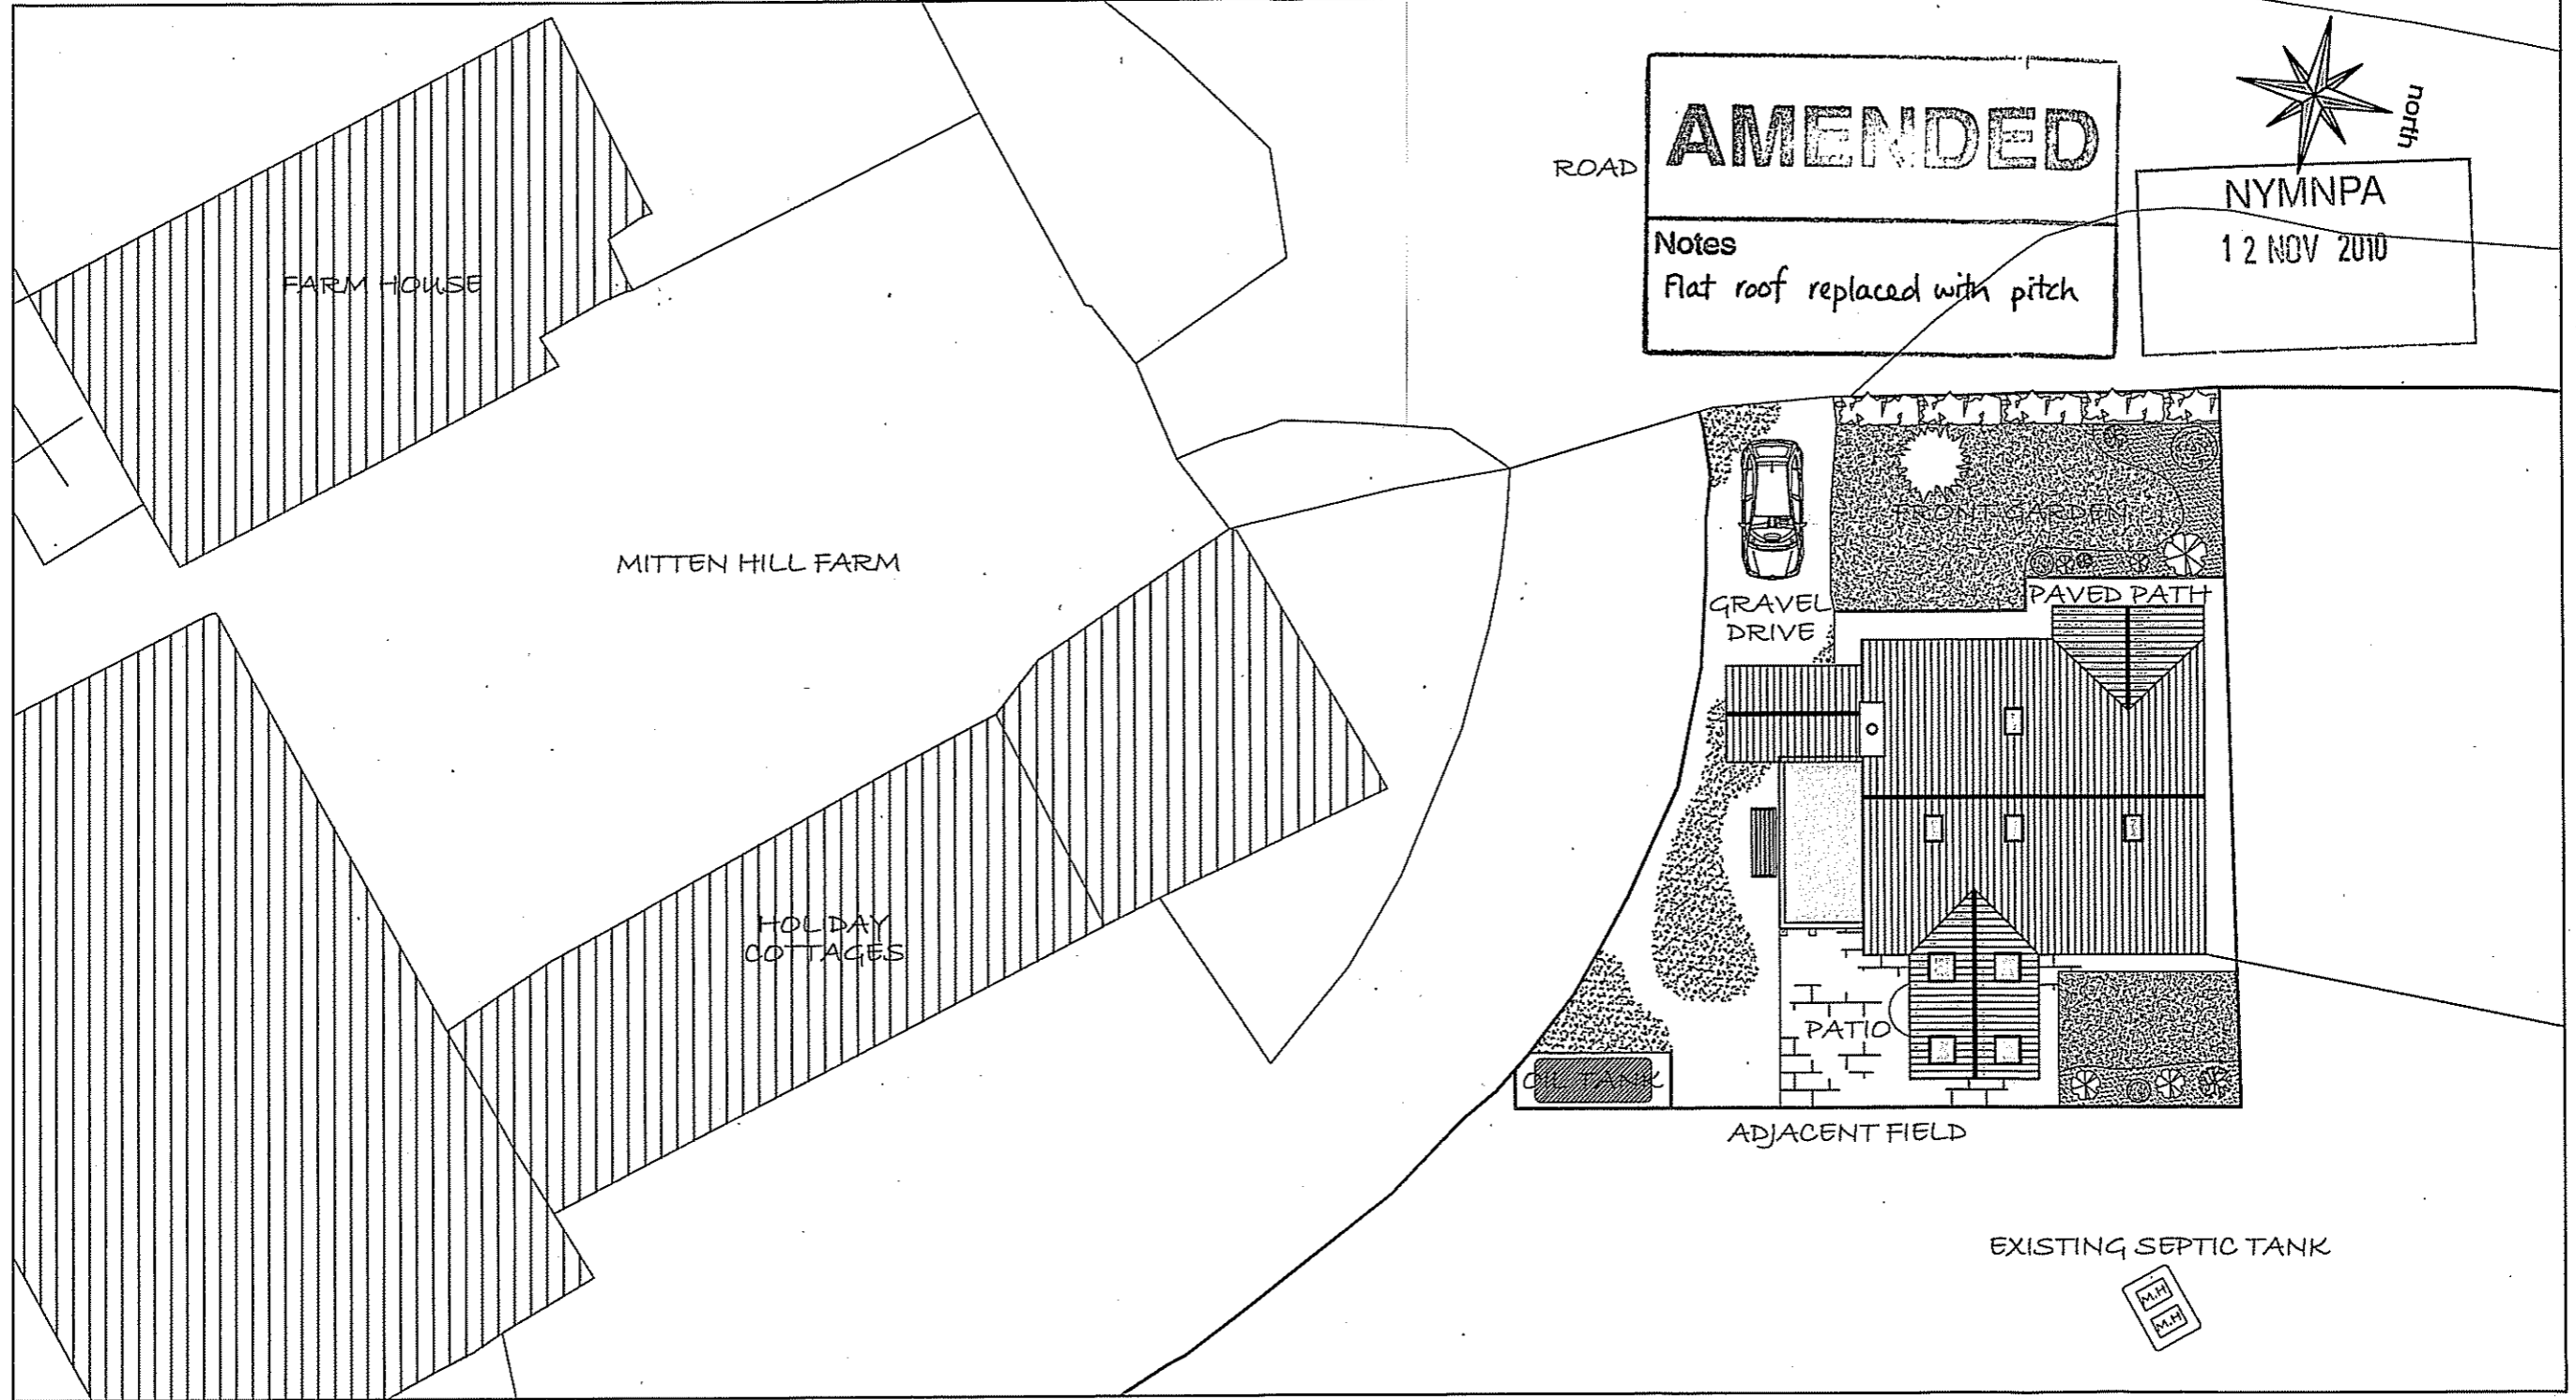 ROAD
AMENDED
Notes
Flat roof replaced with pitch
north
NYMNPA
12 NOV 2010
FARM HOUSE
MITTEN HILL FARM
HOLIDAY
COTTAGES
FRONT GARDEN
GRAVEL
DRIVE
PAVED PATH
PATIO
OIL TANK
ADJACENT FIELD
EXISTING SEPTIC TANK
M.H
M.H